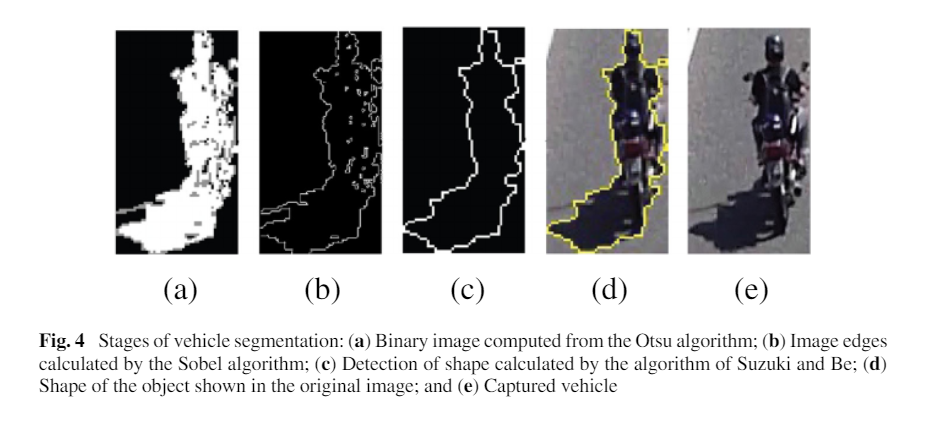 (a) (b) (c) (d) (e)
Fig. 4 Stages of vehicle segmentation: (a) Binary image computed from the Otsu algorithm; (b) Image edges
calculated by the Sobel algorithm; (c) Detection of shape calculated by the algorithm of Suzuki and Be; (d)
Shape of the object shown in the original image; and (e) Captured vehicle